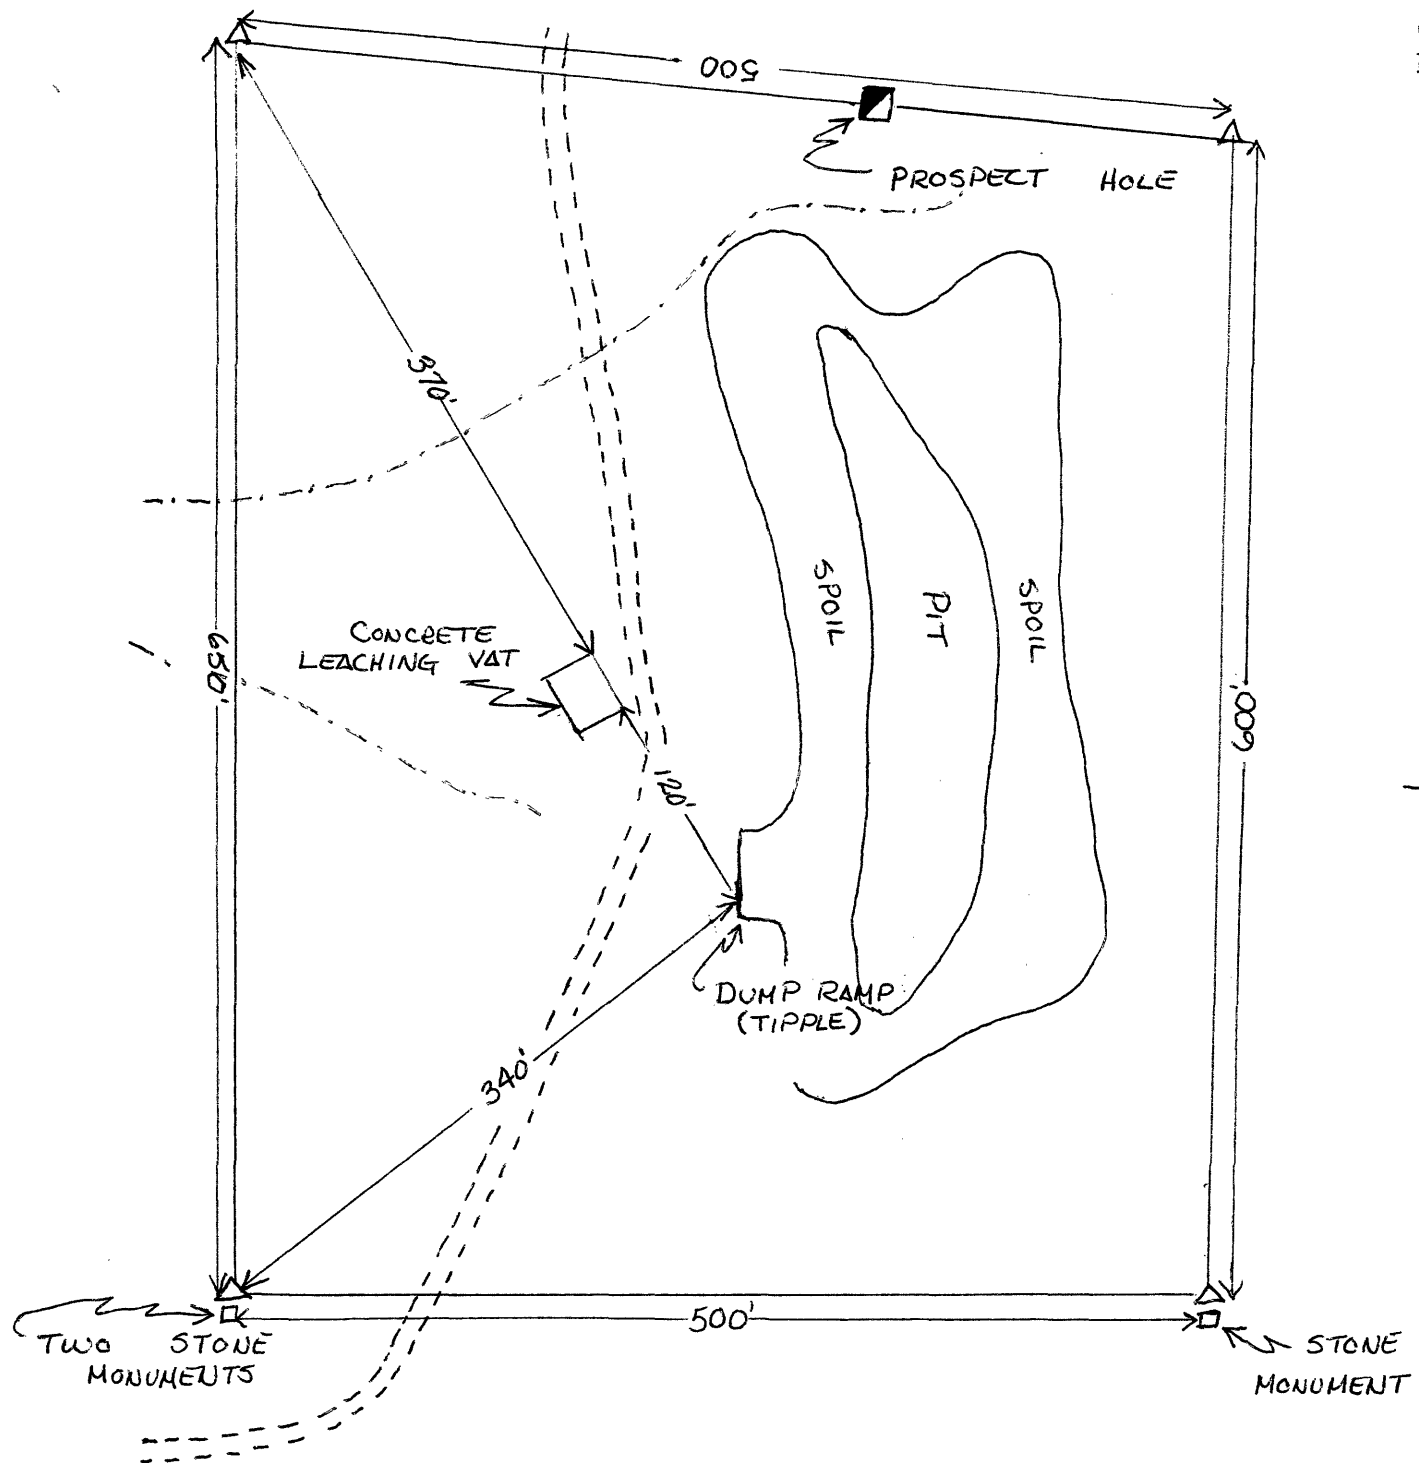 500
PROSPECT HOLE
370'
SPOIL
PIT
SPOIL
CONCRETE
LEACHING VAT
650'
600'
120'
DUMP RAMP
(TIPPLE)
340'
500'
TWO STONE
MONUMENTS
STONE
MONUMENT